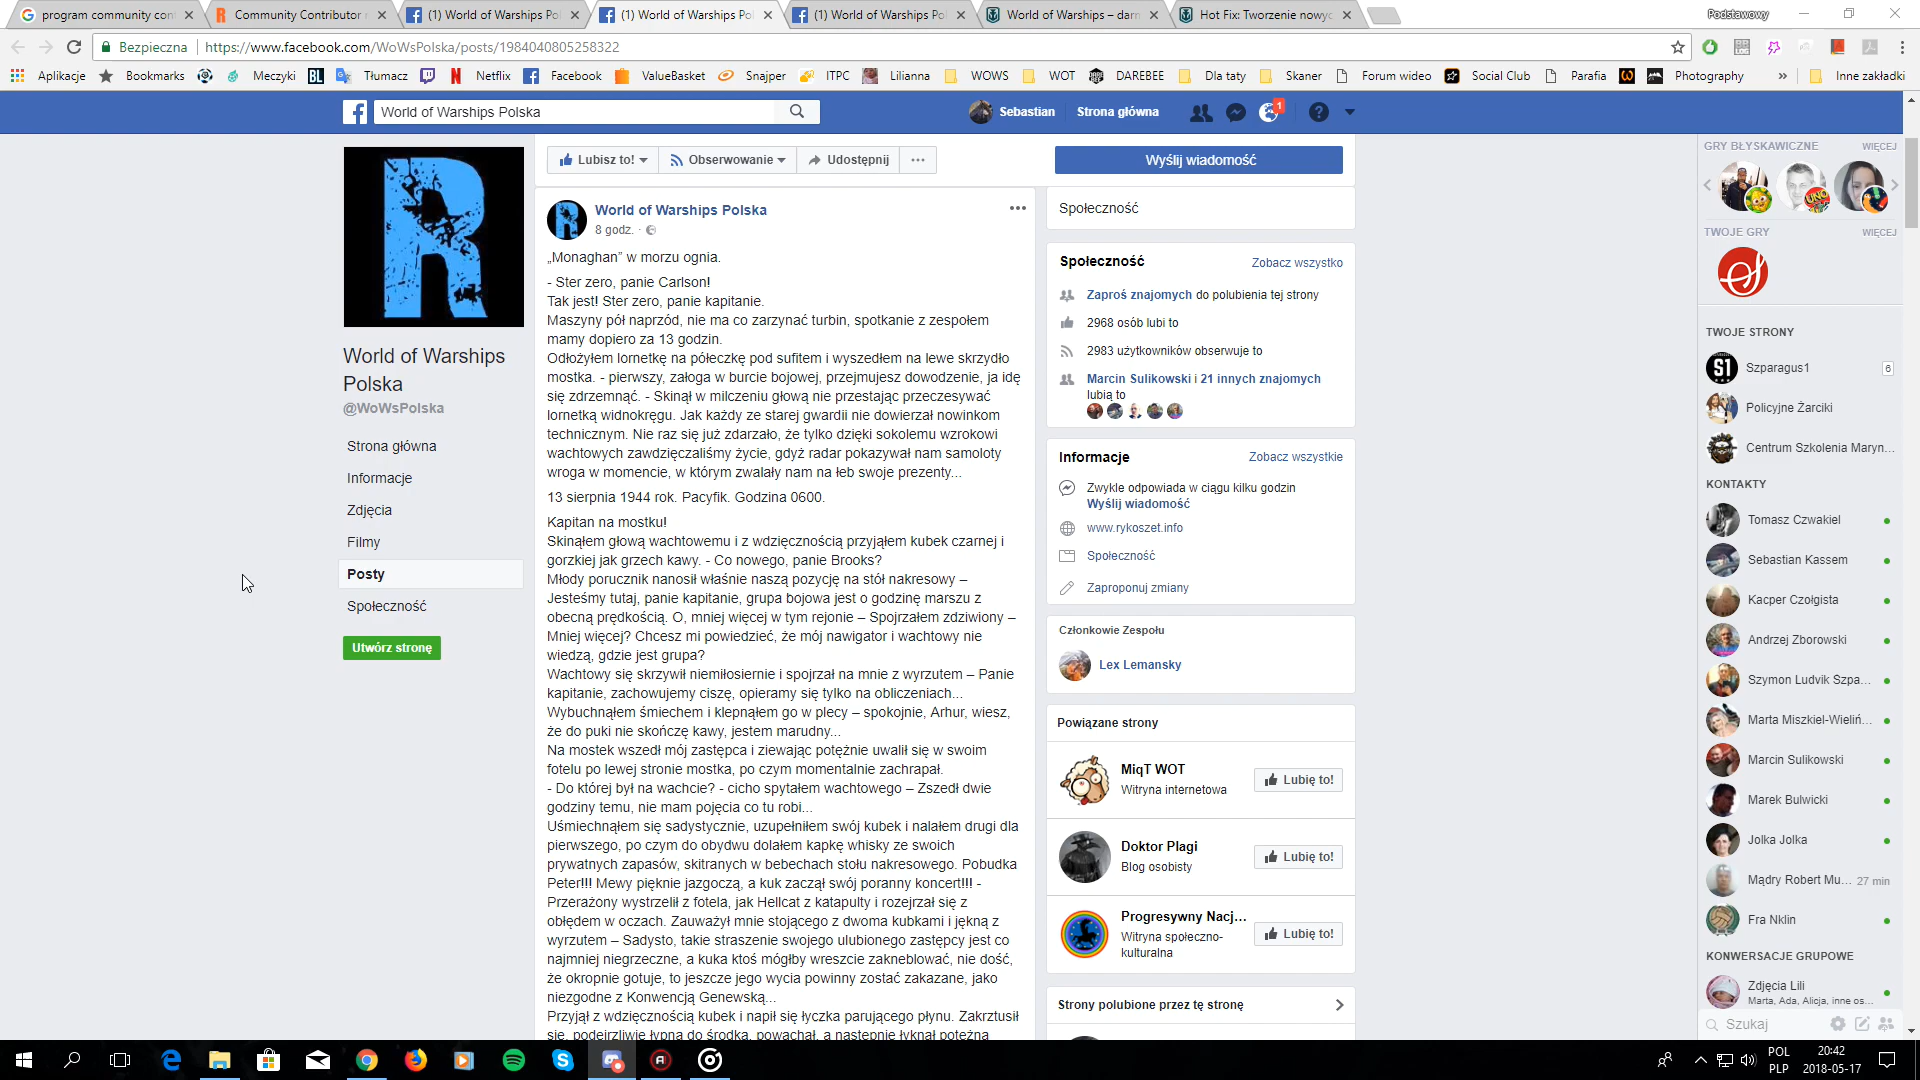 program community con
Community Contributor
(1) World of Warships Po
(1) World of Warships Po
(1) World of Warships Po
World of Warships – darn
Hot Fix: Tworzenie nowyc
Podstawowy
Bezpieczna
https://www.facebook.com/WoWsPolska/posts/1984040805258322
Aplikacje
Bookmarks
Meczyki
BL
Tłumacz
Netflix
Facebook
ValueBasket
Snajper
ITPC
Lilianna
WOWS
WOT
DAREBEE
Dla taty
Skaner
Forum wideo
Social Club
Parafia
Photography
»
Inne zakładki
World of Warships Polska
Sebastian
Strona główna
1
R
World of Warships
Polska
@WoWsPolska
Strona główna
Informacje
Zdjęcia
Filmy
Posty
Społeczność
Utwórz stronę
Lubisz to!
Obserwowanie
Udostępnij
Wyślij wiadomość
World of Warships Polska
8 godz. ·
„Monaghan” w morzu ognia.
- Ster zero, panie Carlson!
Tak jest! Ster zero, panie kapitanie.
Maszyny pół naprzód, nie ma co zarzynać turbin, spotkanie z zespołem
mamy dopiero za 13 godzin.
Odłożyłem lornetkę na półeczkę pod sufitem i wyszedłem na lewe skrzydło
mostka. - pierwszy, załoga w burcie bojowej, przejmujesz dowodzenie, ja idę
się zdrzemnąć. - Skinął w milczeniu głową nie przestając przeczesywać
lornetką widnokręgu. Jak każdy ze starej gwardii nie dowierzał nowinkom
technicznym. Nie raz się już zdarzało, że tylko dzięki sokolemu wzrokowi
wachtowych zawdzięczaliśmy życie, gdyż radar pokazywał nam samoloty
wroga w momencie, w którym zwalały nam na łeb swoje prezenty...
13 sierpnia 1944 rok. Pacyfik. Godzina 0600.
Kapitan na mostku!
Skinąłem głową wachtowemu i z wdzięcznością przyjąłem kubek czarnej i
gorzkiej jak grzech kawy. - Co nowego, panie Brooks?
Młody porucznik nanosił właśnie naszą pozycję na stół nakresowy –
Jesteśmy tutaj, panie kapitanie, grupa bojowa jest o godzinę marszu z
obecną prędkością. O, mniej więcej w tym rejonie – Spojrzałem zdziwiony –
Mniej więcej? Chcesz mi powiedzieć, że mój nawigator i wachtowy nie
wiedzą, gdzie jest grupa?
Wachtowy się skrzywił niemiłosiernie i spojrzał na mnie z wyrzutem – Panie
kapitanie, zachowujemy ciszę, opieramy się tylko na obliczeniach...
Wybuchnąłem śmiechem i klepnąłem go w plecy – spokojnie, Arhur, wiesz,
że do puki nie skończę kawy, jestem marudny...
Na mostek wszedł mój zastępca i ziewając potężnie uwalił się w swoim
fotelu po lewej stronie mostka, po czym momentalnie zachrapał.
- Do której był na wachcie? - cicho spytałem wachtowego – Zszedł dwie
godziny temu, nie mam pojęcia co tu robi...
Uśmiechnąłem się sadystycznie, uzupełniłem swój kubek i nalałem drugi dla
pierwszego, po czym do obydwu dolałem kapkę whisky ze swoich
prywatnych zapasów, skitranych w bebechach stołu nakresowego. Pobudka
Peter!!! Mewy pięknie jazgoczą, a kuk zaczął swój poranny koncert!!! -
Przerażony wystrzelił z fotela, jak Hellcat z katapulty i rozejrzał się z
obłędem w oczach. Zauważył mnie stojącego z dwoma kubkami i jękną z
wyrzutem – Sadysto, takie straszenie swojego ulubionego zastępcy jest co
najmniej niegrzeczne, a kuka ktoś mógłby wreszcie zakneblować, nie dość,
że okropnie gotuje, to jeszcze jego wycia powinny zostać zakazane, jako
niezgodne z Konwencją Genewską...
Przyjął z wdzięcznością kubek i napił się łyczka parującego płynu. Zakrztusił
się, podejrzliwie łypną do środka, powąchał, a następnie łyknął potężną
Społeczność
Społeczność
Zobacz wszystko
Zaproś znajomych do polubienia tej strony
2968 osób lubi to
2983 użytkowników obserwuje to
Marcin Sulikowski i 21 innych znajomych
lubią to
Informacje
Zobacz wszystkie
Zwykle odpowiada w ciągu kilku godzin
Wyślij wiadomość
www.rykoszet.info
Społeczność
Zaproponuj zmiany
Członkowie Zespołu
Lex Lemansky
Powiązane strony
MiqT WOT
Witryna internetowa
Lubię to!
Doktor Plagi
Blog osobisty
Lubię to!
Progresywny Nacj...
Witryna społeczno-
kulturalna
Lubię to!
Strony polubione przez tę stronę
GRY BŁYSKAWICZNE
WIĘCEJ
UNO
TWOJE GRY
WIĘCEJ
TWOJE STRONY
S1
Szparagus1
6
Policyjne Żarciki
Centrum Szkolenia Maryn...
KONTAKTY
Tomasz Czwakiel
Sebastian Kassem
Kacper Czołgista
Andrzej Zborowski
Szymon Ludvik Szpa...
Marta Miszkiel-Wieliń...
Marcin Sulikowski
Marek Bulwicki
Jolka Jolka
Mądry Robert Mu...
27 min
Fra Nklin
KONWERSACJE GRUPOWE
Zdjęcia Lili
Marta, Ada, Alicja, inne os...
Szukaj
POL
PLP
20:42
2018-05-17